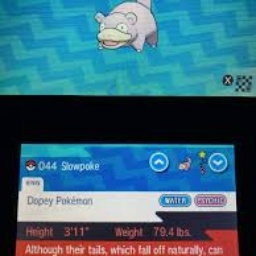 X
044 Slowpoke
ENG
Dopey Pokémon
WATER PSYCHIC
Height 3'11" Weight 79.4 lbs.
Although their tails, which fall off naturally, can